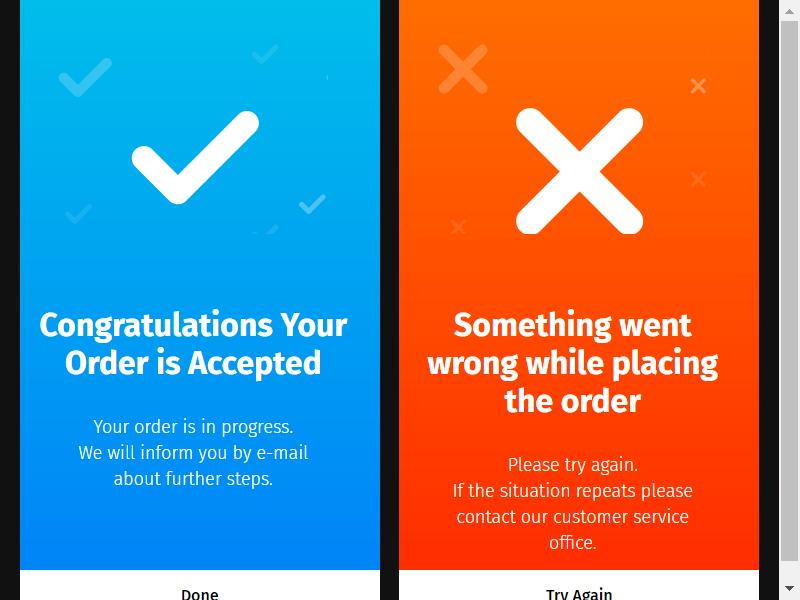 Congratulations Your
Order is Accepted
Your order is in progress.
We will inform you by e-mail
about further steps.
Done
Something went
wrong while placing
the order
Please try again.
If the situation repeats please
contact our customer service
office.
Try Again